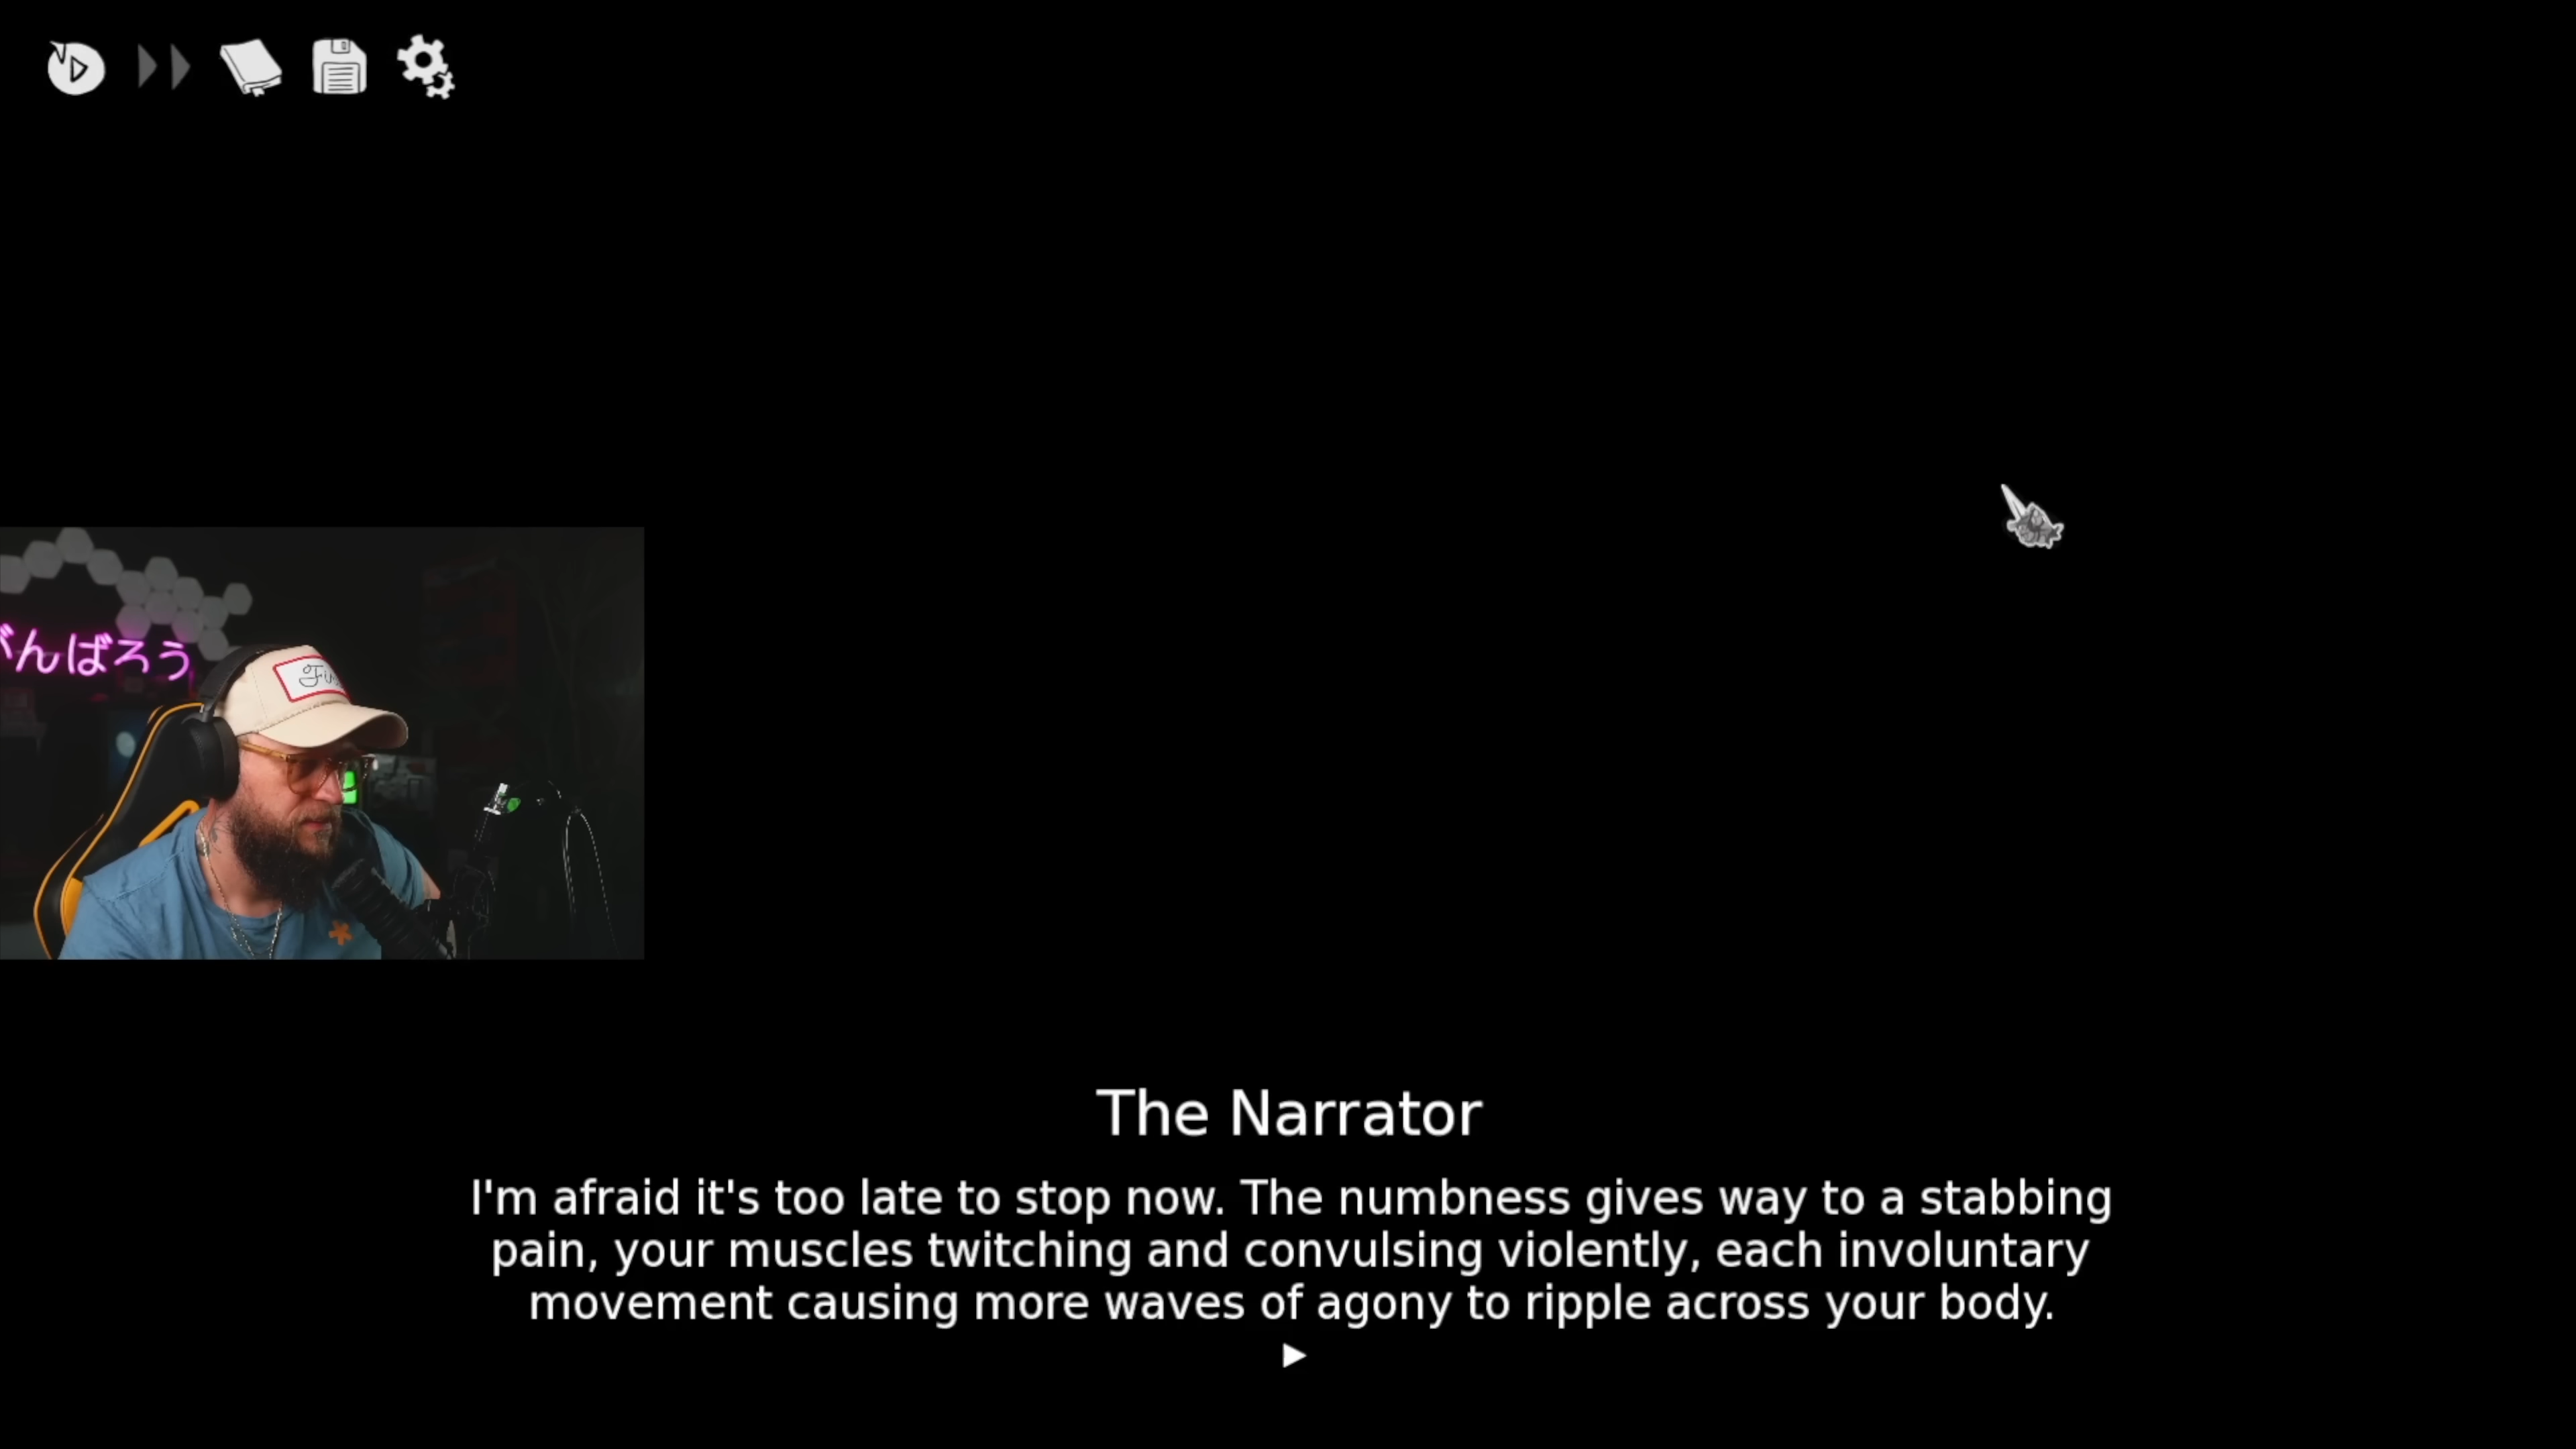 がんばろう
The Narrator
I'm afraid it's too late to stop now. The numbness gives way to a stabbing
pain, your muscles twitching and convulsing violently, each involuntary
movement causing more waves of agony to ripple across your body.